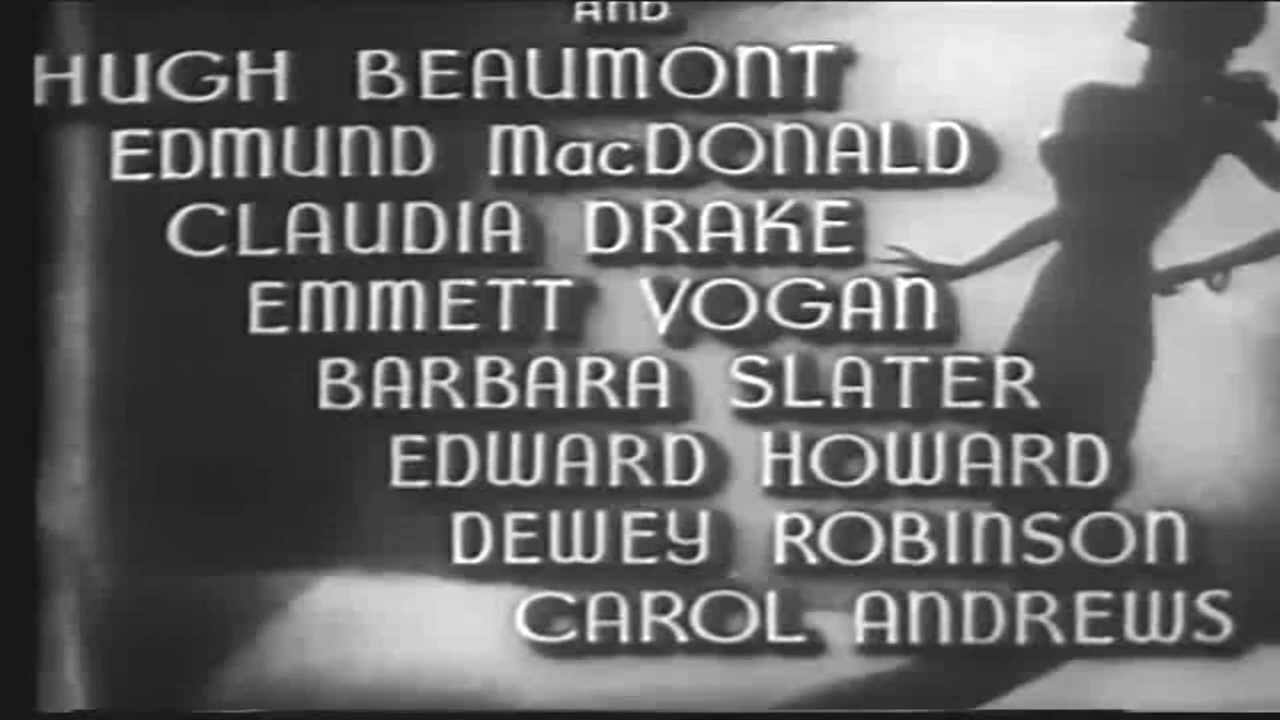 AND
HUGH BEAUMONT
EDMUND MacDONALD
CLAUDIA DRAKE
EMMETT VOGAN
BARBARA SLATER
EDWARD HOWARD
DEWEY ROBINSON
CAROL ANDREWS